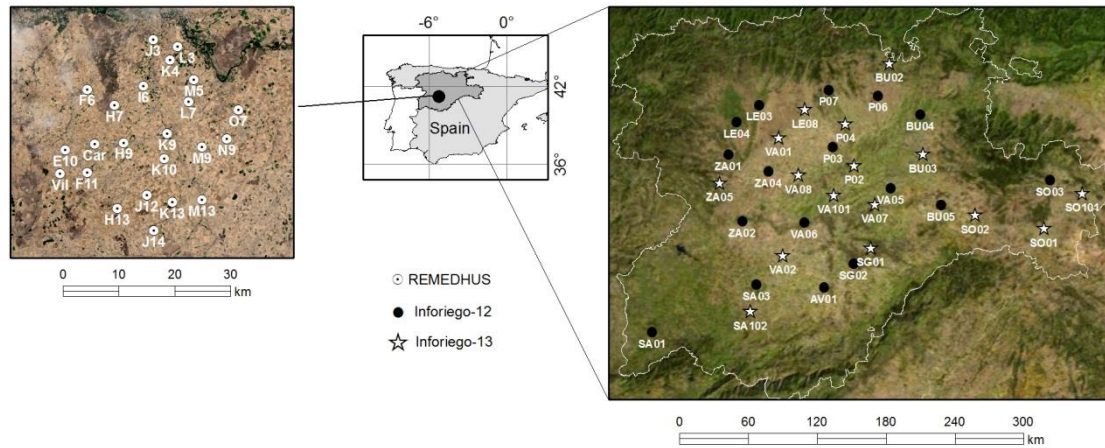 J3
L3
K4
M5
F6
I6
L7
H7
O7
K9
N9
E10
Car
H9
M9
K10
Vil
F11
J12
H13
K13
M13
J14
0 10 20 30
km
-6° 0°
42
36
42
36
Spain
REMEDHUS
Inforiego-12
Inforiego-13
BU02
P07
P06
LE03
LE08
BU04
LE04
P04
VA01
P03
BU03
ZA01
ZA04
P02
VA08
SO03
ZA05
VA05
SO101
VA101
VA07
BU05
SO02
ZA02
VA06
SO01
SG01
VA02
SG02
SA03
AV01
SA102
SA01
0 60 120 180 240 300
km